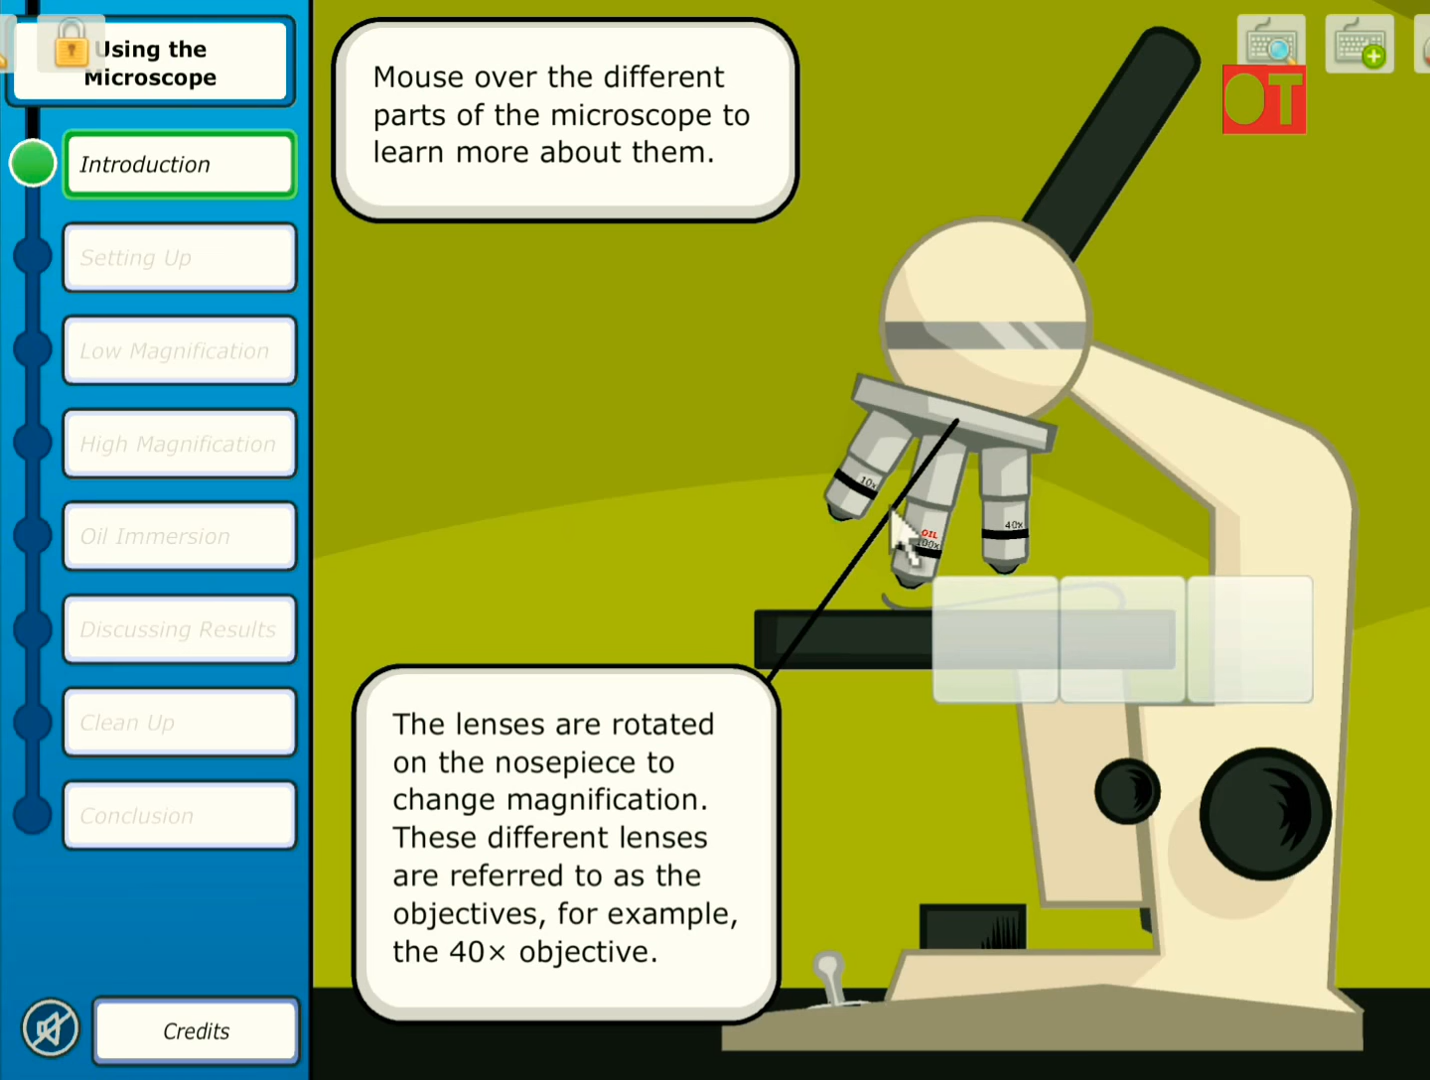 Using the
Microscope
Introduction
Setting Up
Low Magnification
High Magnification
Oil Immersion
Discussing Results
Clean Up
Conclusion
Credits
Mouse over the different
parts of the microscope to
learn more about them.
OT
10x
OIL
100x
40x
The lenses are rotated
on the nosepiece to
change magnification.
These different lenses
are referred to as the
objectives, for example,
the 40× objective.